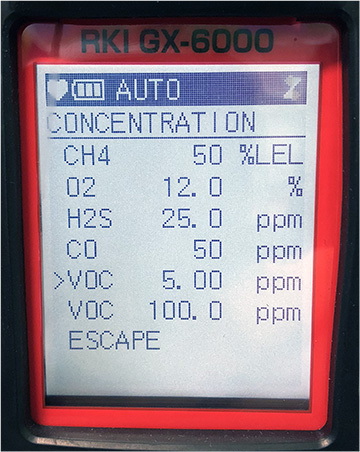 RKI GX-6000
AUTO
CONCENTRATION
CH4 50 %LEL
O2 12.0 %
H2S 25.0 ppm
CO 50 ppm
>VOC 5.00 ppm
VOC 100.0 ppm
ESCAPE